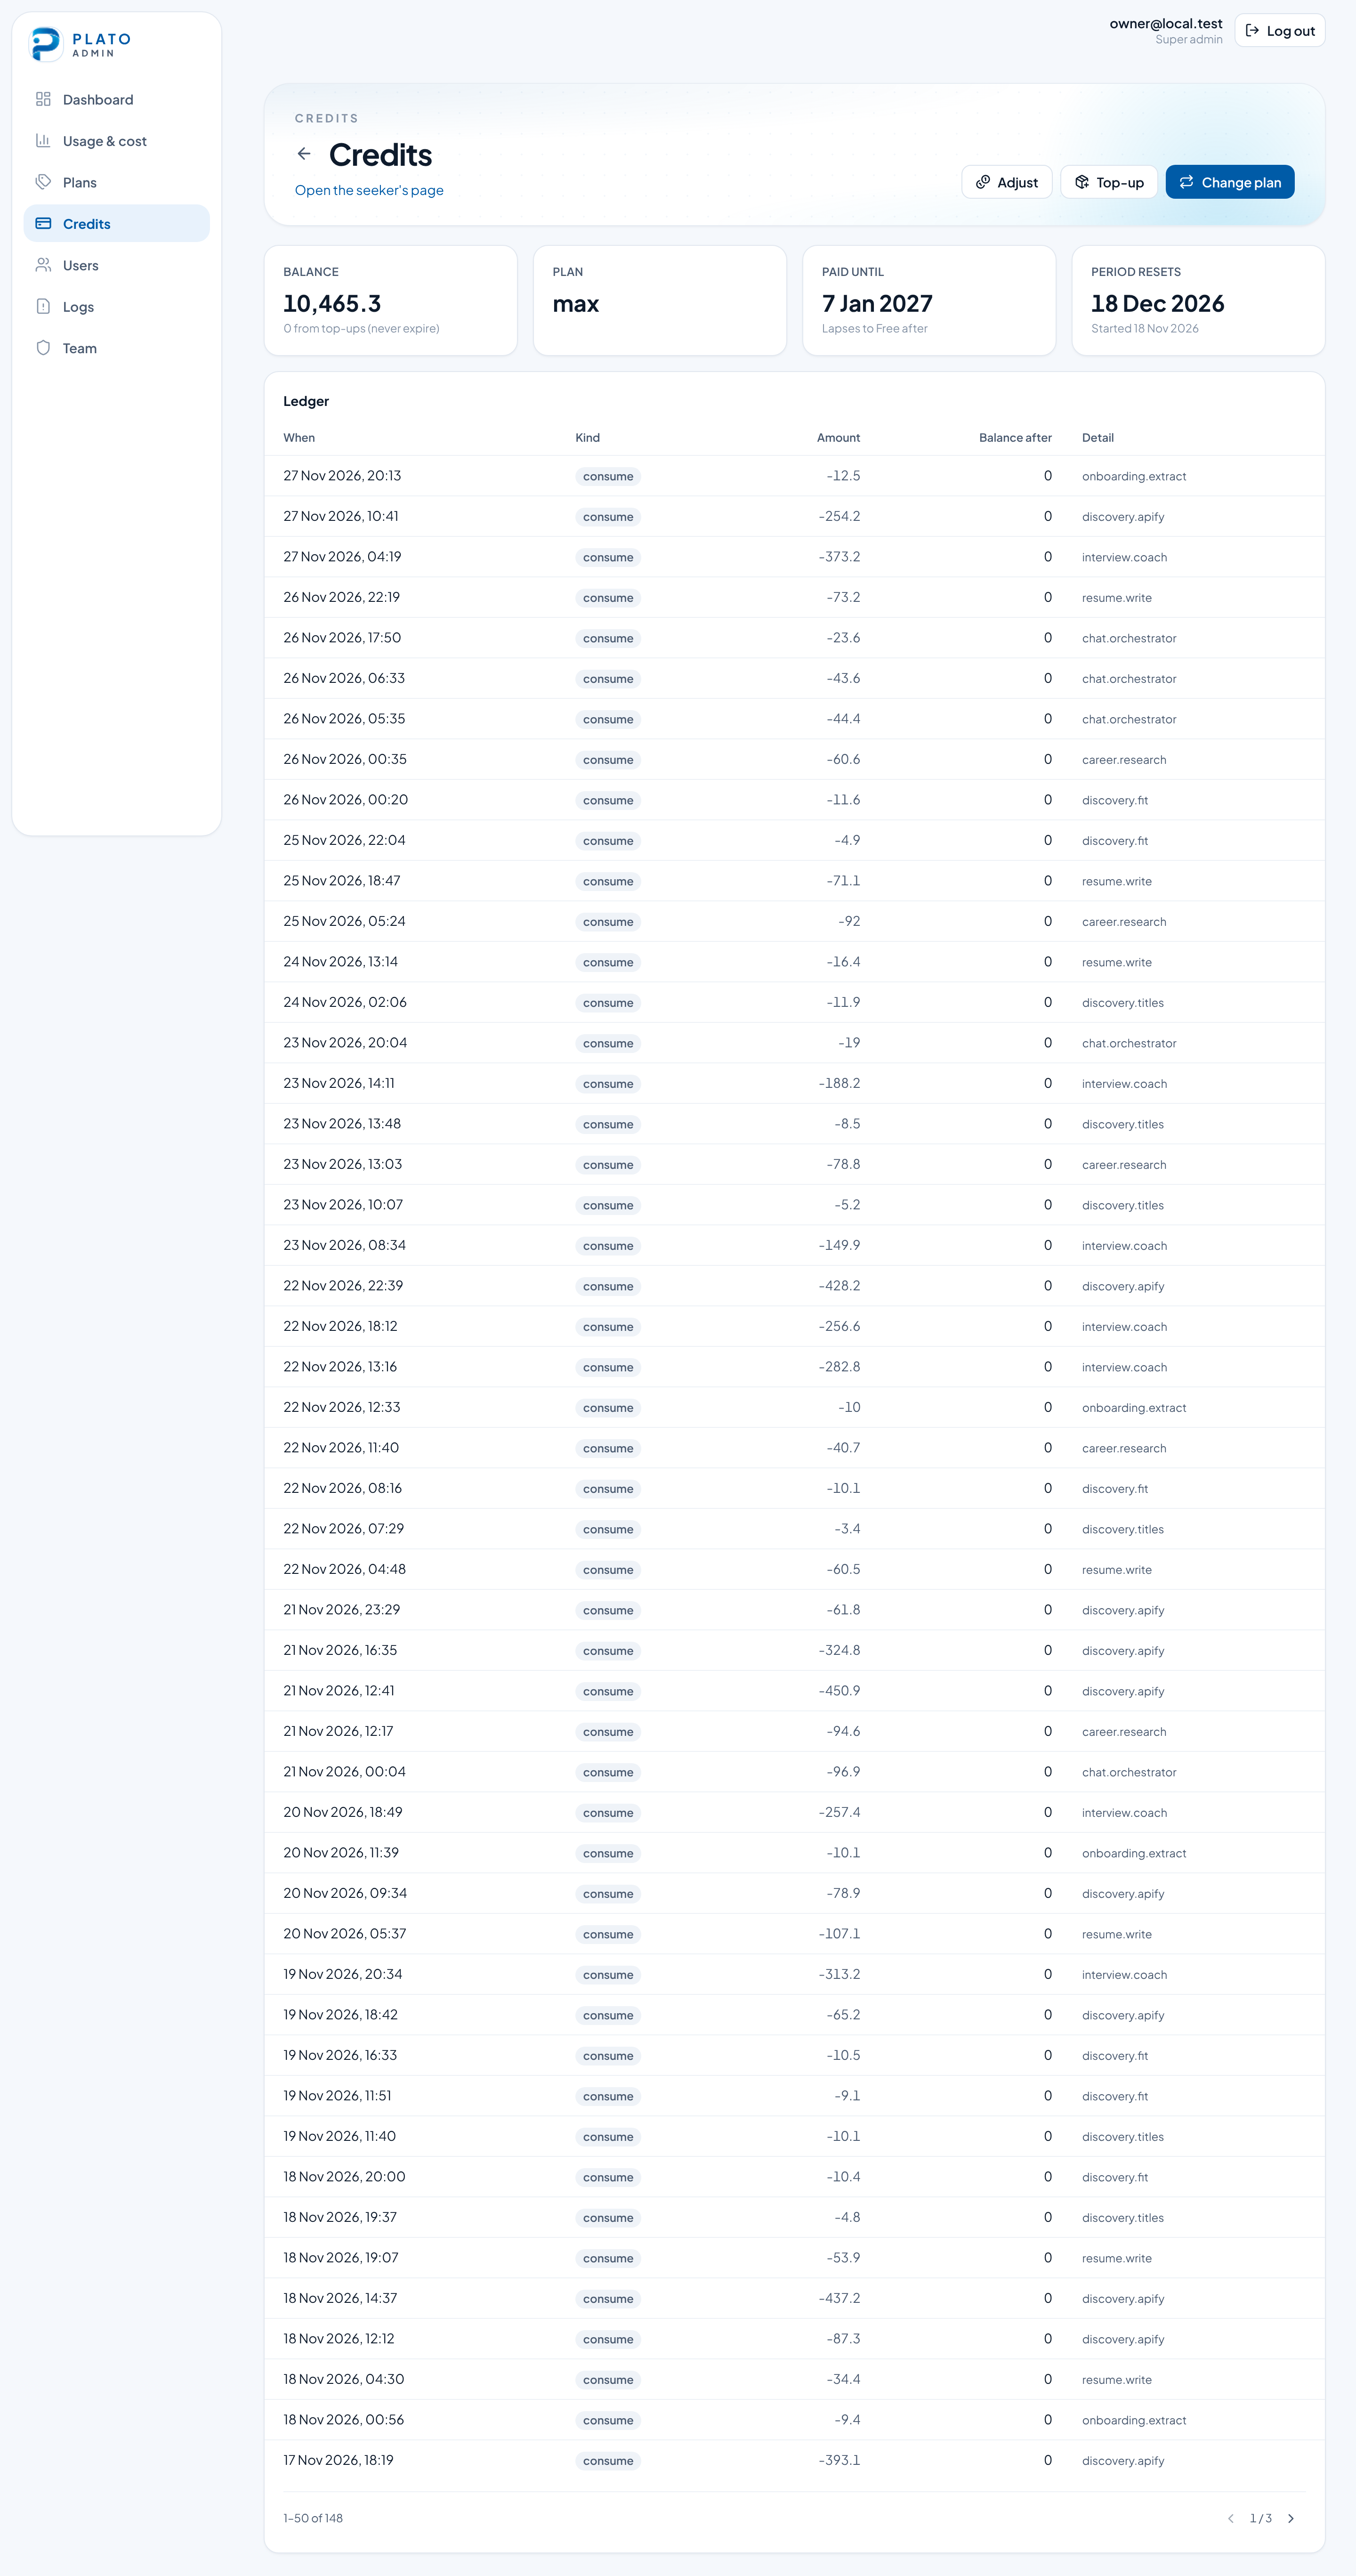 PLATO
ADMIN
owner@local.test
Super admin
Log out
Dashboard
Usage & cost
Plans
Credits
Users
Logs
Team
CREDITS
Credits
Open the seeker's page
Adjust
Top-up
Change plan
BALANCE
10,465.3
0 from top-ups (never expire)
PLAN
max
PAID UNTIL
7 Jan 2027
Lapses to Free after
PERIOD RESETS
18 Dec 2026
Started 18 Nov 2026
Ledger
When Kind Amount Balance after Detail
27 Nov 2026, 20:13 consume -12.5 0 onboarding.extract
27 Nov 2026, 10:41 consume -254.2 0 discovery.apify
27 Nov 2026, 04:19 consume -373.2 0 interview.coach
26 Nov 2026, 22:19 consume -73.2 0 resume.write
26 Nov 2026, 17:50 consume -23.6 0 chat.orchestrator
26 Nov 2026, 06:33 consume -43.6 0 chat.orchestrator
26 Nov 2026, 05:35 consume -44.4 0 chat.orchestrator
26 Nov 2026, 00:35 consume -60.6 0 career.research
26 Nov 2026, 00:20 consume -11.6 0 discovery.fit
25 Nov 2026, 22:04 consume -4.9 0 discovery.fit
25 Nov 2026, 18:47 consume -71.1 0 resume.write
25 Nov 2026, 05:24 consume -92 0 career.research
24 Nov 2026, 13:14 consume -16.4 0 resume.write
24 Nov 2026, 02:06 consume -11.9 0 discovery.titles
23 Nov 2026, 20:04 consume -19 0 chat.orchestrator
23 Nov 2026, 14:11 consume -188.2 0 interview.coach
23 Nov 2026, 13:48 consume -8.5 0 discovery.titles
23 Nov 2026, 13:03 consume -78.8 0 career.research
23 Nov 2026, 10:07 consume -5.2 0 discovery.titles
23 Nov 2026, 08:34 consume -149.9 0 interview.coach
22 Nov 2026, 22:39 consume -428.2 0 discovery.apify
22 Nov 2026, 18:12 consume -256.6 0 interview.coach
22 Nov 2026, 13:16 consume -282.8 0 interview.coach
22 Nov 2026, 12:33 consume -10 0 onboarding.extract
22 Nov 2026, 11:40 consume -40.7 0 career.research
22 Nov 2026, 08:16 consume -10.1 0 discovery.fit
22 Nov 2026, 07:29 consume -3.4 0 discovery.titles
22 Nov 2026, 04:48 consume -60.5 0 resume.write
21 Nov 2026, 23:29 consume -61.8 0 discovery.apify
21 Nov 2026, 16:35 consume -324.8 0 discovery.apify
21 Nov 2026, 12:41 consume -450.9 0 discovery.apify
21 Nov 2026, 12:17 consume -94.6 0 career.research
21 Nov 2026, 00:04 consume -96.9 0 chat.orchestrator
20 Nov 2026, 18:49 consume -257.4 0 interview.coach
20 Nov 2026, 11:39 consume -10.1 0 onboarding.extract
20 Nov 2026, 09:34 consume -78.9 0 discovery.apify
20 Nov 2026, 05:37 consume -107.1 0 resume.write
19 Nov 2026, 20:34 consume -313.2 0 interview.coach
19 Nov 2026, 18:42 consume -65.2 0 discovery.apify
19 Nov 2026, 16:33 consume -10.5 0 discovery.fit
19 Nov 2026, 11:51 consume -9.1 0 discovery.fit
19 Nov 2026, 11:40 consume -10.1 0 discovery.titles
18 Nov 2026, 20:00 consume -10.4 0 discovery.fit
18 Nov 2026, 19:37 consume -4.8 0 discovery.titles
18 Nov 2026, 19:07 consume -53.9 0 resume.write
18 Nov 2026, 14:37 consume -437.2 0 discovery.apify
18 Nov 2026, 12:12 consume -87.3 0 discovery.apify
18 Nov 2026, 04:30 consume -34.4 0 resume.write
18 Nov 2026, 00:56 consume -9.4 0 onboarding.extract
17 Nov 2026, 18:19 consume -393.1 0 discovery.apify
1–50 of 148
1 / 3